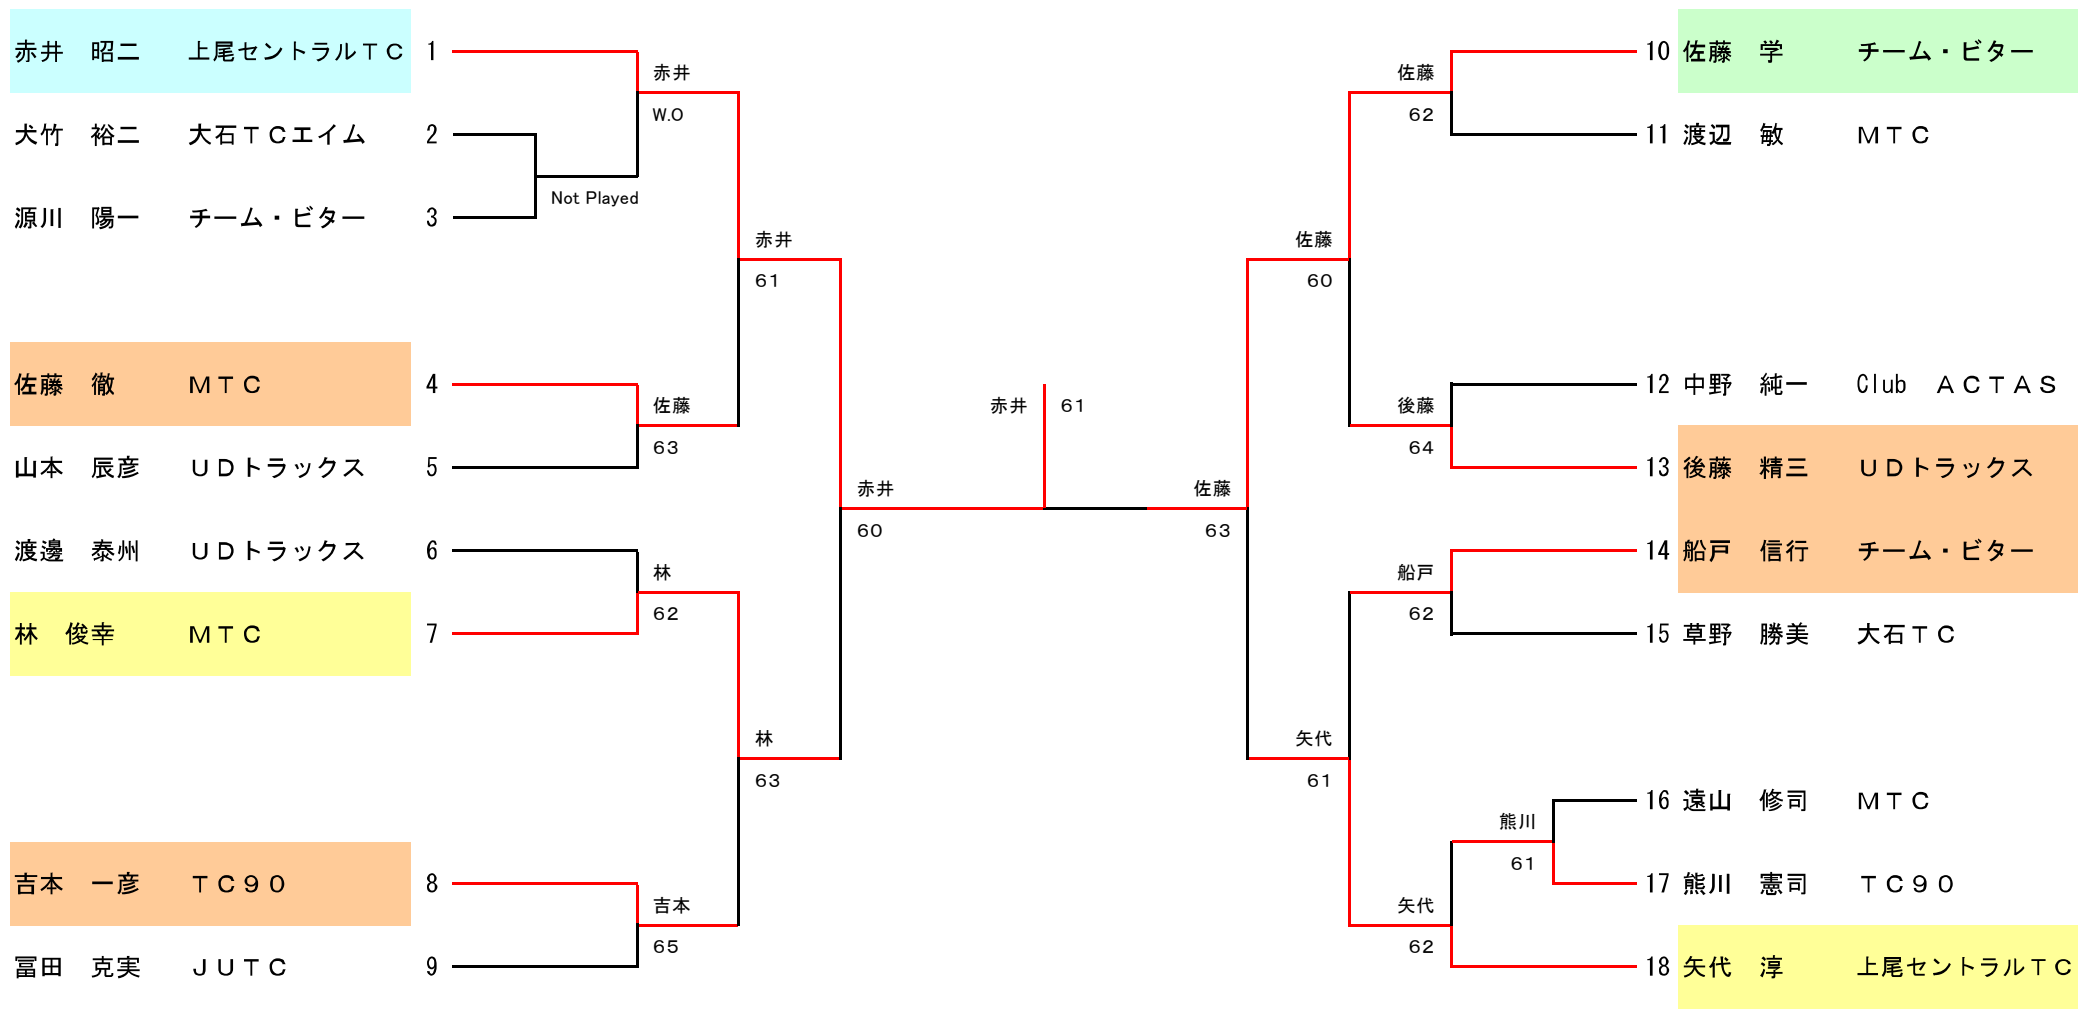 赤井　昭二　上尾セントラルＴＣ　1
犬竹　裕二　大石ＴＣエイム　2
源川　陽一　チーム・ビター　3
佐藤　徹　ＭＴＣ　4
山本　辰彦　ＵＤトラックス　5
渡邊　泰州　ＵＤトラックス　6
林　俊幸　ＭＴＣ　7
吉本　一彦　ＴＣ９０　8
冨田　克実　ＪＵＴＣ　9
赤井
W.O
Not Played
佐藤
63
林
62
吉本
65
赤井
61
林
63
赤井
60
赤井　61
佐藤
63
佐藤
60
矢代
61
佐藤
62
後藤
64
船戸
62
矢代
62
熊川
61
10　佐藤　学　チーム・ビター
11　渡辺　敏　ＭＴＣ
12　中野　純一　Club　ＡＣＴＡＳ
13　後藤　精三　ＵＤトラックス
14　船戸　信行　チーム・ビター
15　草野　勝美　大石ＴＣ
16　遠山　修司　ＭＴＣ
17　熊川　憲司　ＴＣ９０
18　矢代　淳　上尾セントラルＴＣ